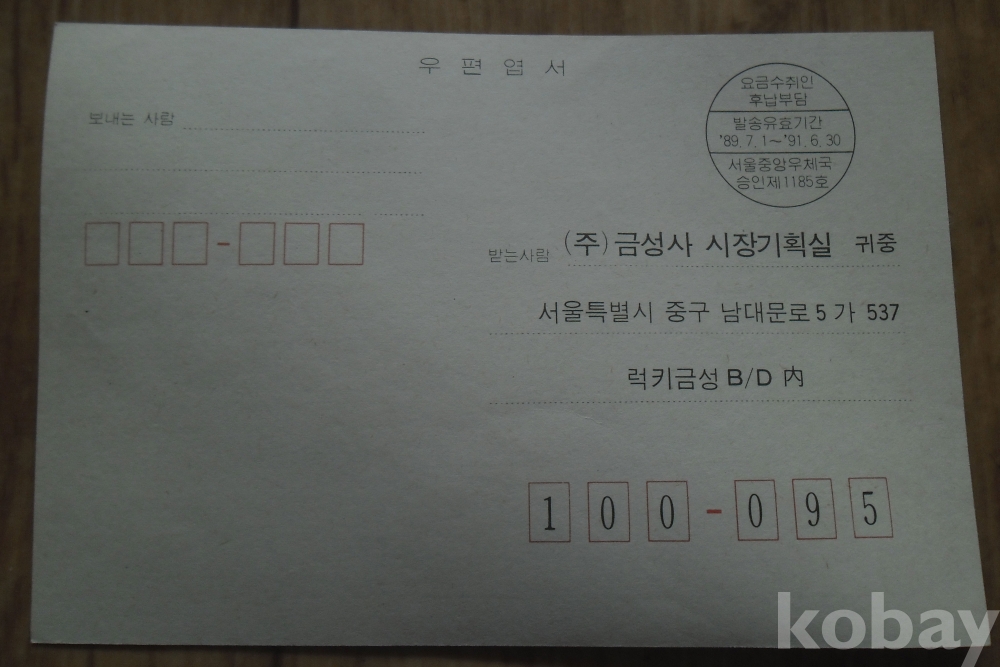 우편엽서
보내는 사람
-
요금수취인
후납부담
발송유효기간
'89.7.1~'91.6.30
서울중앙우체국
승인제1185호
받는사람 (주)금성사 시장기획실 귀중
서울특별시 중구 남대문로5가 537
럭키금성B/D 内
100-095
kobay